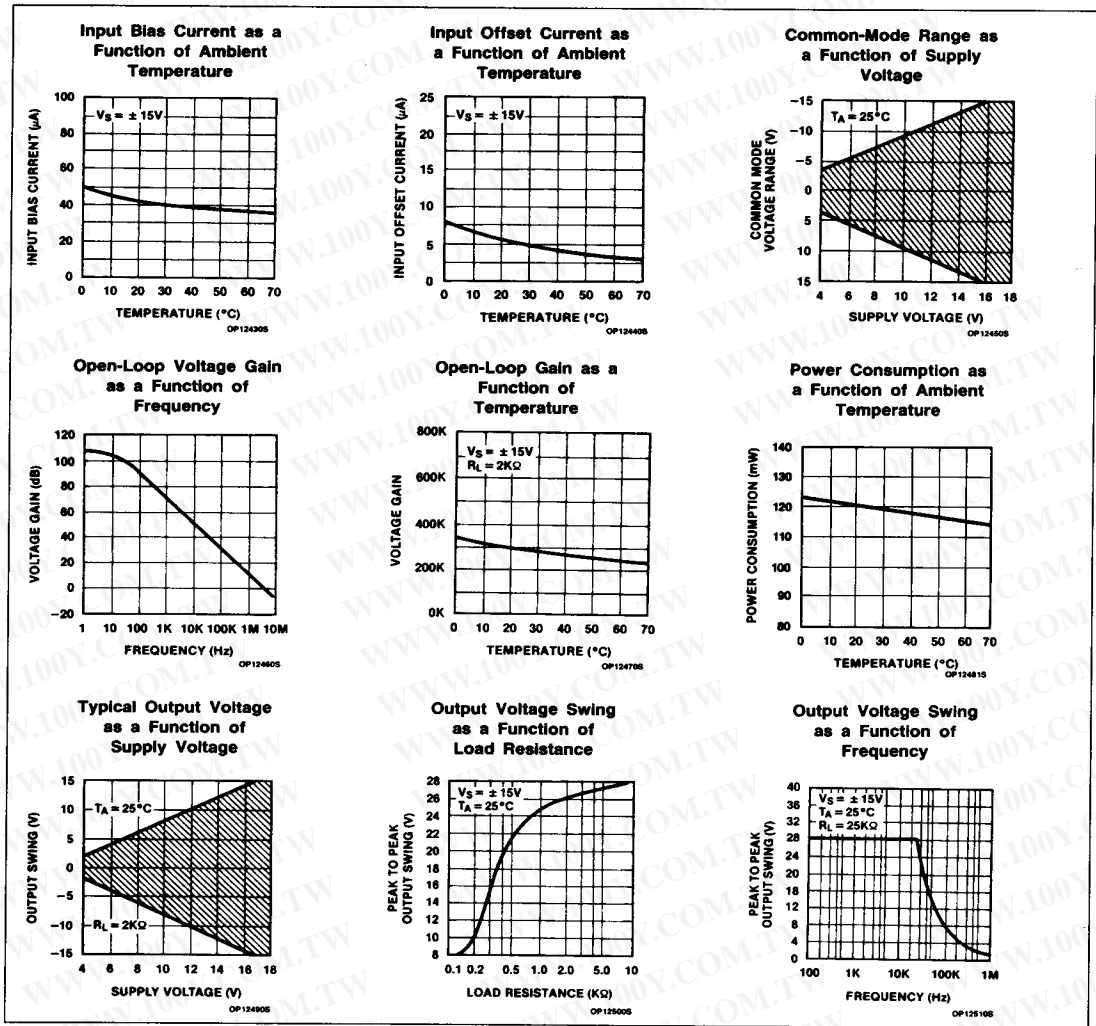 Input Bias Current as a
Function of Ambient
Temperature
INPUT BIAS CURRENT (μA)
100
80
60
40
20
0
VS = ± 15V
0 10 20 30 40 50 60 70
TEMPERATURE (°C)
OP12430S
Input Offset Current as
a Function of Ambient
Temperature
INPUT OFFSET CURRENT (μA)
25
20
15
10
5
0
VS = ± 15V
0 10 20 30 40 50 60 70
TEMPERATURE (°C)
OP12440S
Common-Mode Range as
a Function of Supply
Voltage
COMMON MODE
VOLTAGE RANGE (V)
-15
-10
-5
0
5
10
15
TA = 25°C
4 6 8 10 12 14 16 18
SUPPLY VOLTAGE (V)
OP12450S
Open-Loop Voltage Gain
as a Function of
Frequency
VOLTAGE GAIN (dB)
120
100
80
60
40
20
0
-20
1 10 100 1K 10K 100K 1M 10M
FREQUENCY (Hz)
OP12460S
Open-Loop Gain as a
Function of
Temperature
VOLTAGE GAIN
800K
600K
400K
200K
0K
VS = ± 15V
RL = 2KΩ
0 10 20 30 40 50 60 70
TEMPERATURE (°C)
OP12470S
Power Consumption as
a Function of Ambient
Temperature
POWER CONSUMPTION (mW)
140
130
120
110
100
90
80
0 10 20 30 40 50 60 70
TEMPERATURE (°C)
OP12481S
Typical Output Voltage
as a Function of
Supply Voltage
OUTPUT SWING (V)
15
10
5
0
-5
-10
-15
TA = 25°C
RL = 2KΩ
4 6 8 10 12 14 16 18
SUPPLY VOLTAGE (V)
OP12490S
Output Voltage Swing
as a Function of
Load Resistance
PEAK TO PEAK
OUTPUT SWING (V)
28
26
24
22
20
18
16
14
12
10
8
VS = ± 15V
TA = 25°C
0.1 0.2 0.5 1.0 2.0 5.0 10
LOAD RESISTANCE (KΩ)
OP12500S
Output Voltage Swing
as a Function of
Frequency
PEAK TO PEAK
OUTPUT SWING (V)
40
36
32
28
24
20
16
12
8
4
0
VS = ± 15V
TA = 25°C
RL = 25KΩ
100 1K 10K 100K 1M
FREQUENCY (Hz)
OP12510S
WWW.100Y.COM.TW